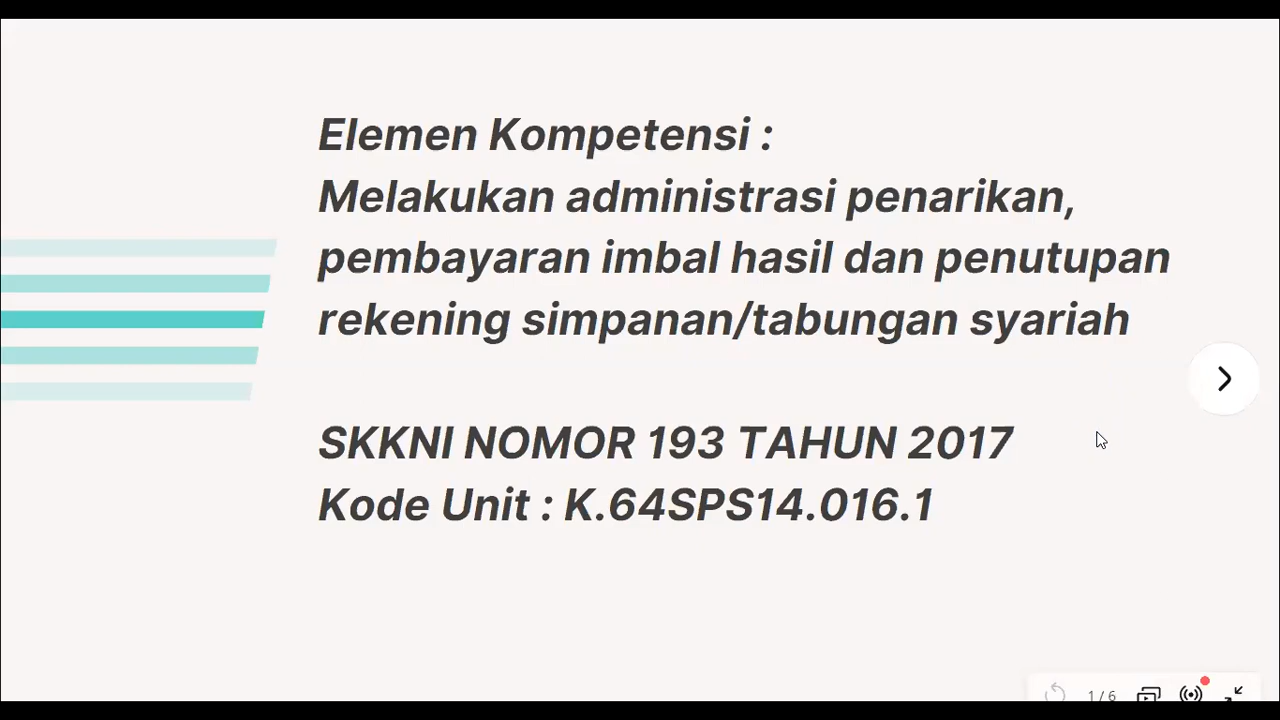 Elemen Kompetensi :
Melakukan administrasi penarikan,
pembayaran imbal hasil dan penutupan
rekening simpanan/tabungan syariah
SKKNI NOMOR 193 TAHUN 2017
Kode Unit : K.64SPS14.016.1
1 / 6